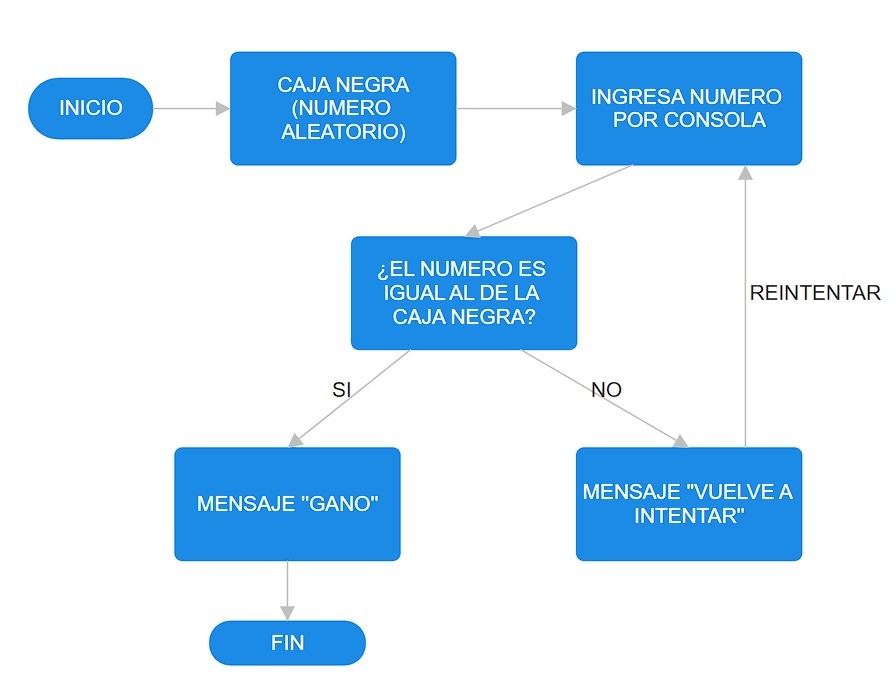 INICIO
CAJA NEGRA
(NUMERO
ALEATORIO)
INGRESA NUMERO
POR CONSOLA
¿EL NUMERO ES
IGUAL AL DE LA
CAJA NEGRA?
REINTENTAR
SI
NO
MENSAJE "GANO"
MENSAJE "VUELVE A
INTENTAR"
FIN